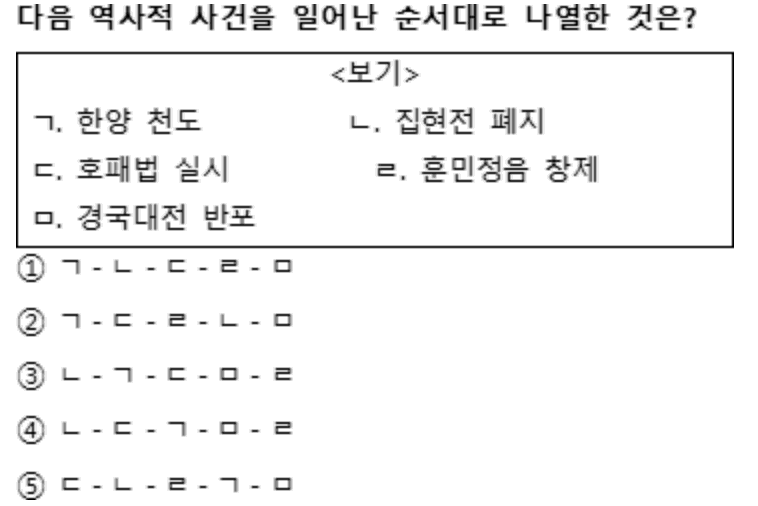 다음 역사적 사건을 일어난 순서대로 나열한 것은?
<보기>
ㄱ. 한양 천도 ㄴ. 집현전 폐지
ㄷ. 호패법 실시 ㄹ. 훈민정음 창제
ㅁ. 경국대전 반포
① ㄱ - ㄴ - ㄷ - ㄹ - ㅁ
② ㄱ - ㄷ - ㄹ - ㄴ - ㅁ
③ ㄴ - ㄱ - ㄷ - ㅁ - ㄹ
④ ㄴ - ㄷ - ㄱ - ㅁ - ㄹ
⑤ ㄷ - ㄴ - ㄹ - ㄱ - ㅁ